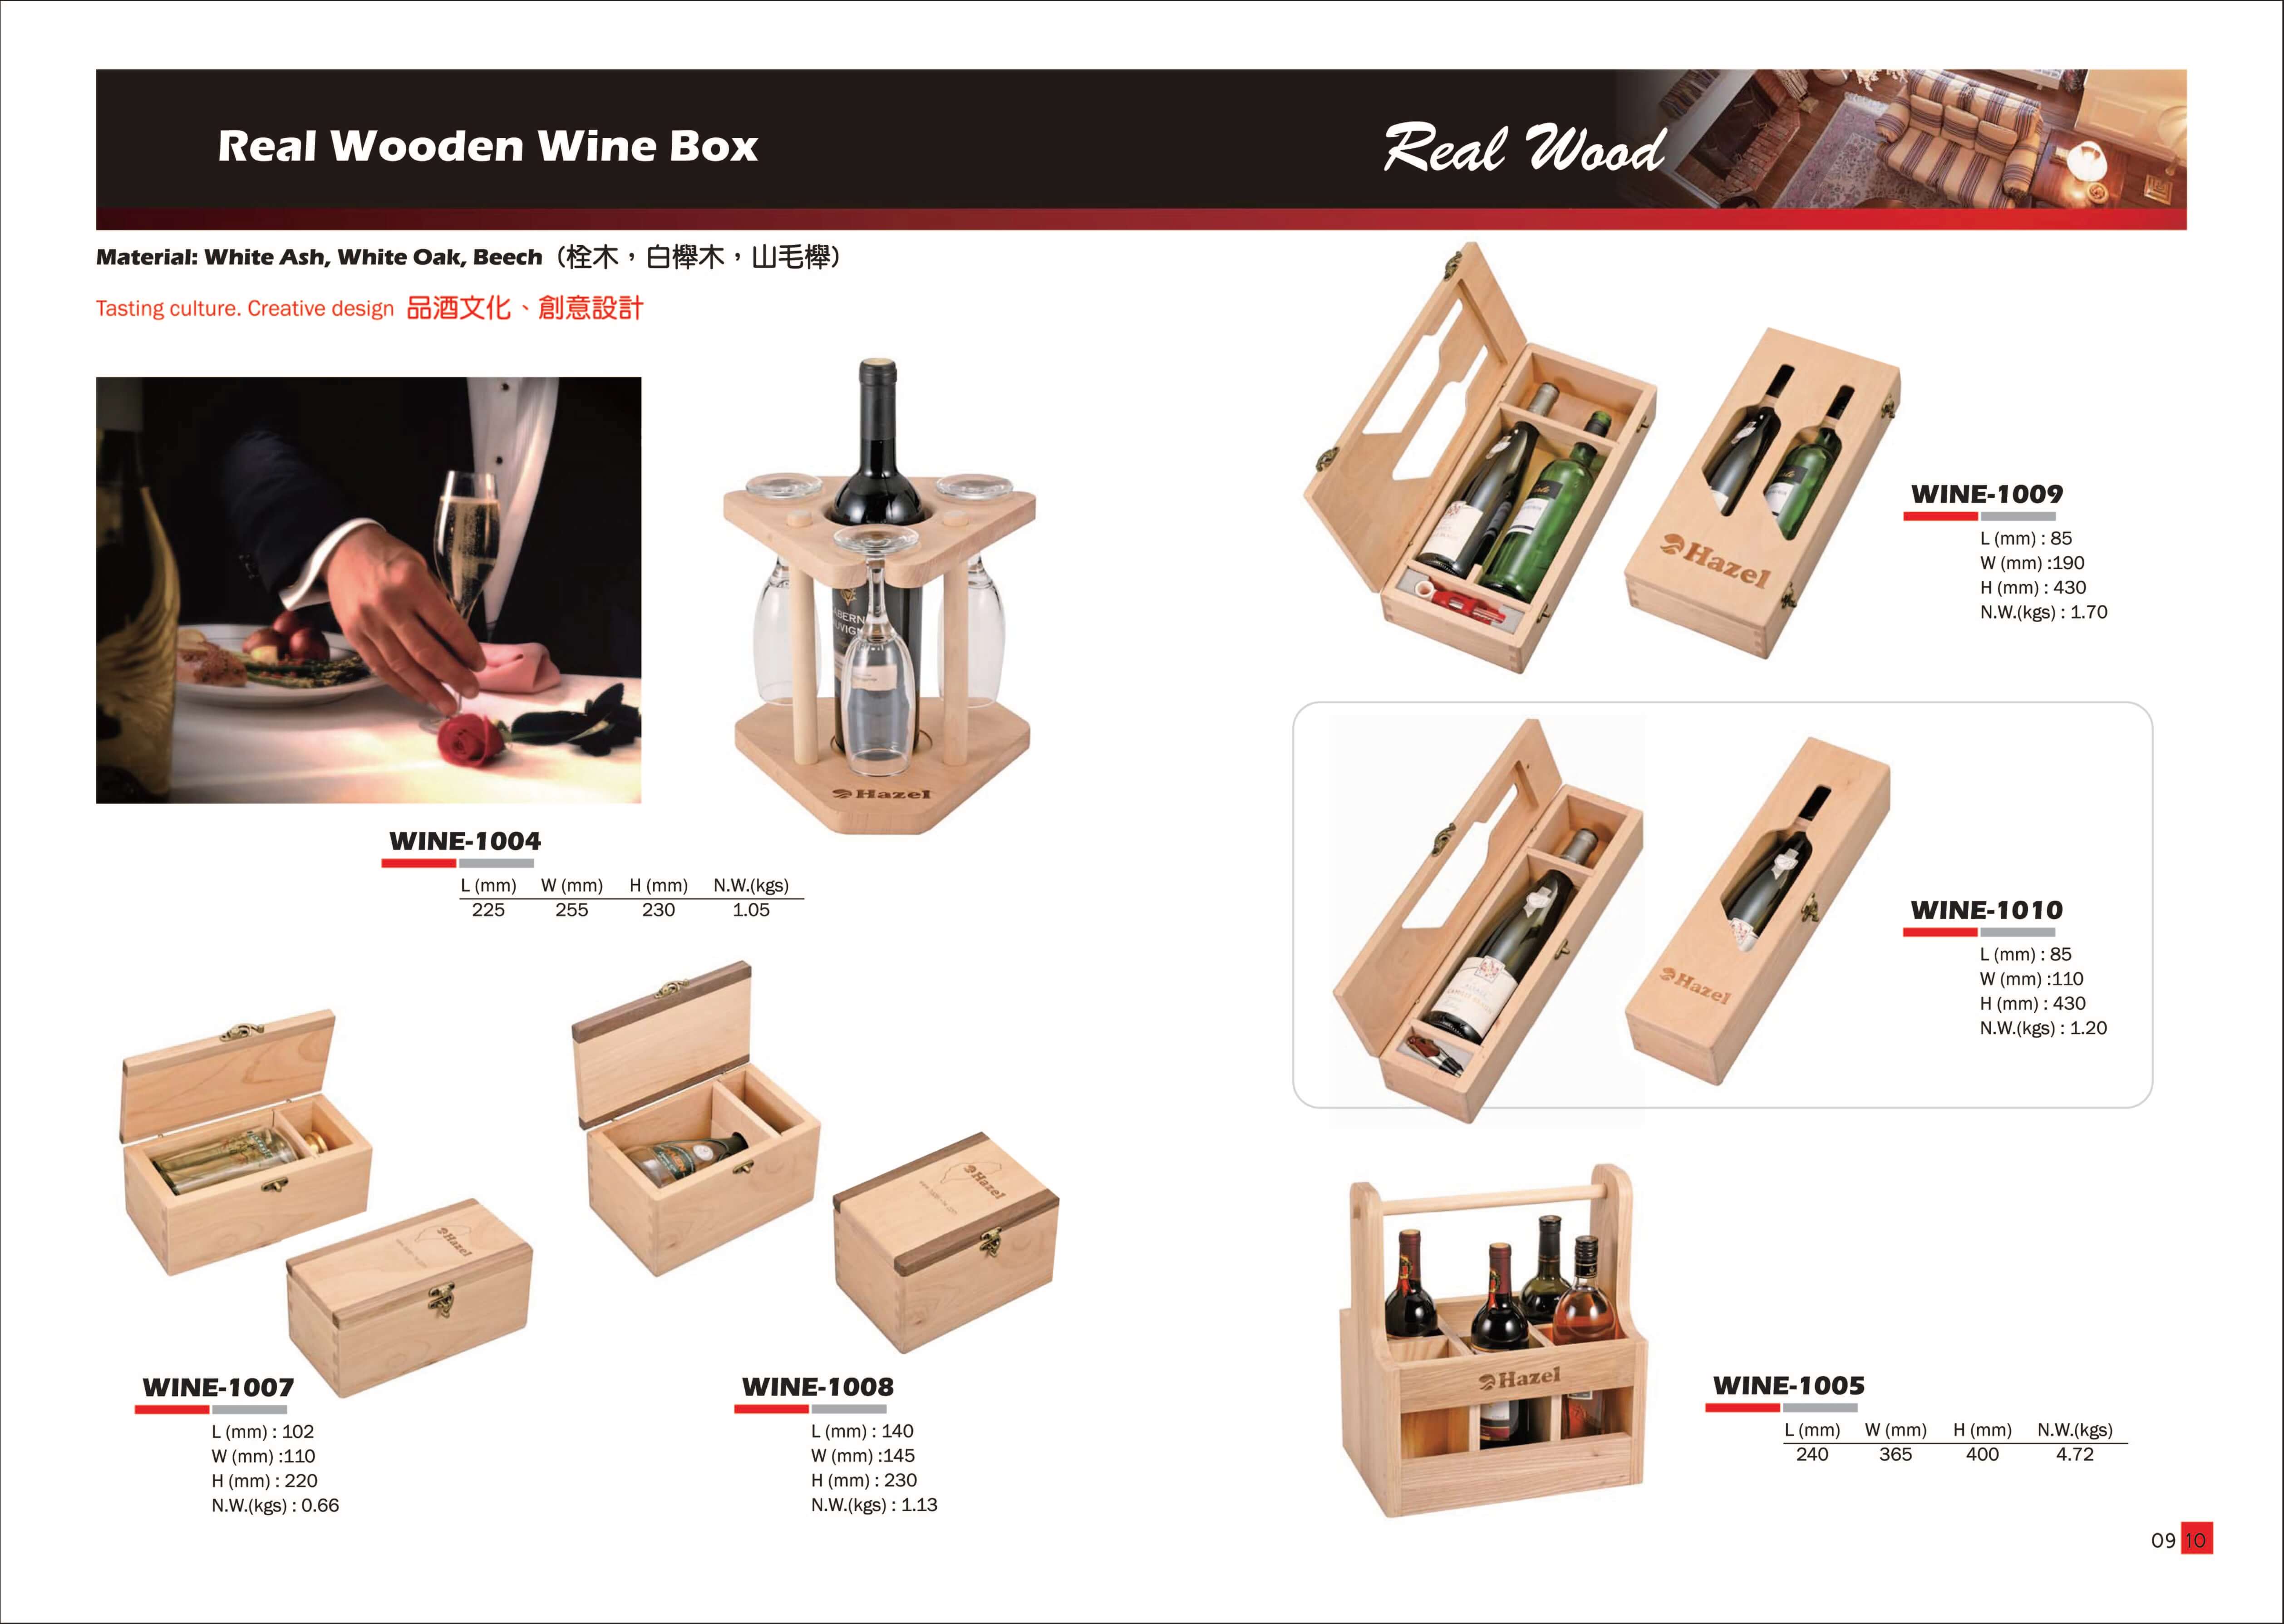 Real Wooden Wine Box
Real Wood
Material: White Ash, White Oak, Beech (栓木，白櫸木，山毛櫸)
Tasting culture. Creative design 品酒文化、創意設計
Hazel
WINE-1004
L (mm) W (mm) H (mm) N.W.(kgs)
225 255 230 1.05
Hazel
WINE-1007
L (mm) : 102
W (mm) :110
H (mm) : 220
N.W.(kgs) : 0.66
Hazel
WINE-1008
L (mm) : 140
W (mm) :145
H (mm) : 230
N.W.(kgs) : 1.13
Hazel
WINE-1009
L (mm) : 85
W (mm) :190
H (mm) : 430
N.W.(kgs) : 1.70
Hazel
WINE-1010
L (mm) : 85
W (mm) :110
H (mm) : 430
N.W.(kgs) : 1.20
Hazel
WINE-1005
L (mm) W (mm) H (mm) N.W.(kgs)
240 365 400 4.72
09 10